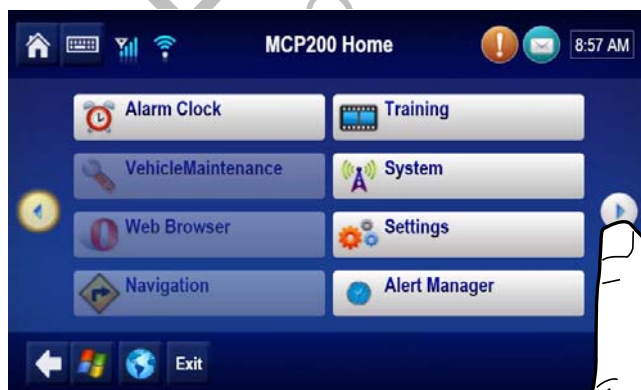 MCP200 Home
8:57 AM
Alarm Clock
Training
VehicleMaintenance
System
Web Browser
Settings
Navigation
Alert Manager
Exit